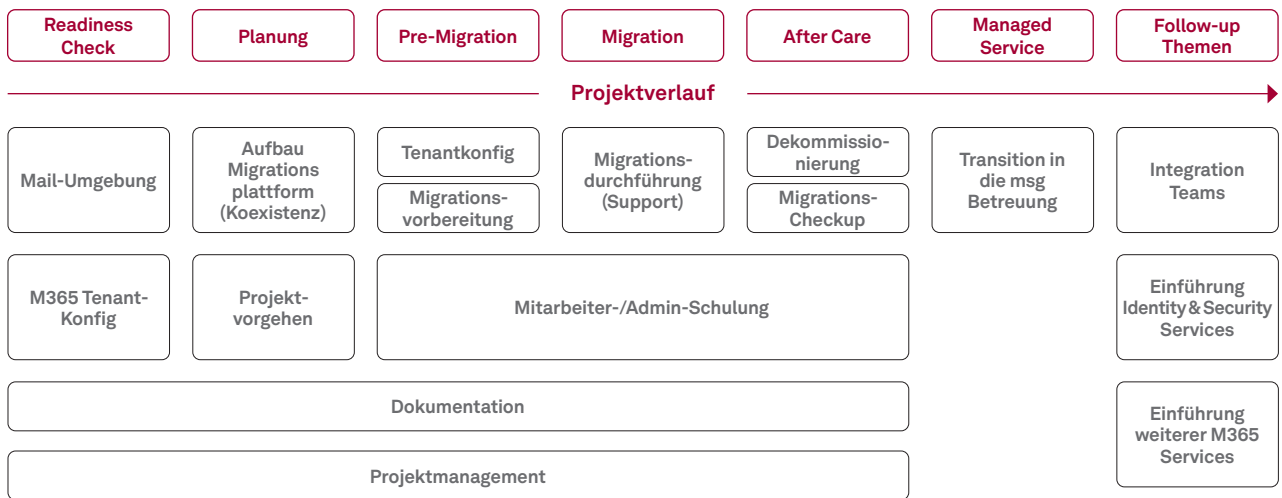 Readiness
Check
Planung
Pre-Migration
Migration
After Care
Managed
Service
Follow-up
Themen
Projektverlauf
Mail-Umgebung
Aufbau
Migrations
plattform
(Koexistenz)
Tenantkonfig
Migrations-
vorbereitung
Migrations-
durchführung
(Support)
Dekommissio-
nierung
Migrations-
Checkup
Transition in
die msg
Betreuung
Integration
Teams
M365 Tenant-
Konfig
Projekt-
vorgehen
Mitarbeiter-/Admin-Schulung
Einführung
Identity & Security
Services
Dokumentation
Einführung
weiterer M365
Services
Projektmanagement